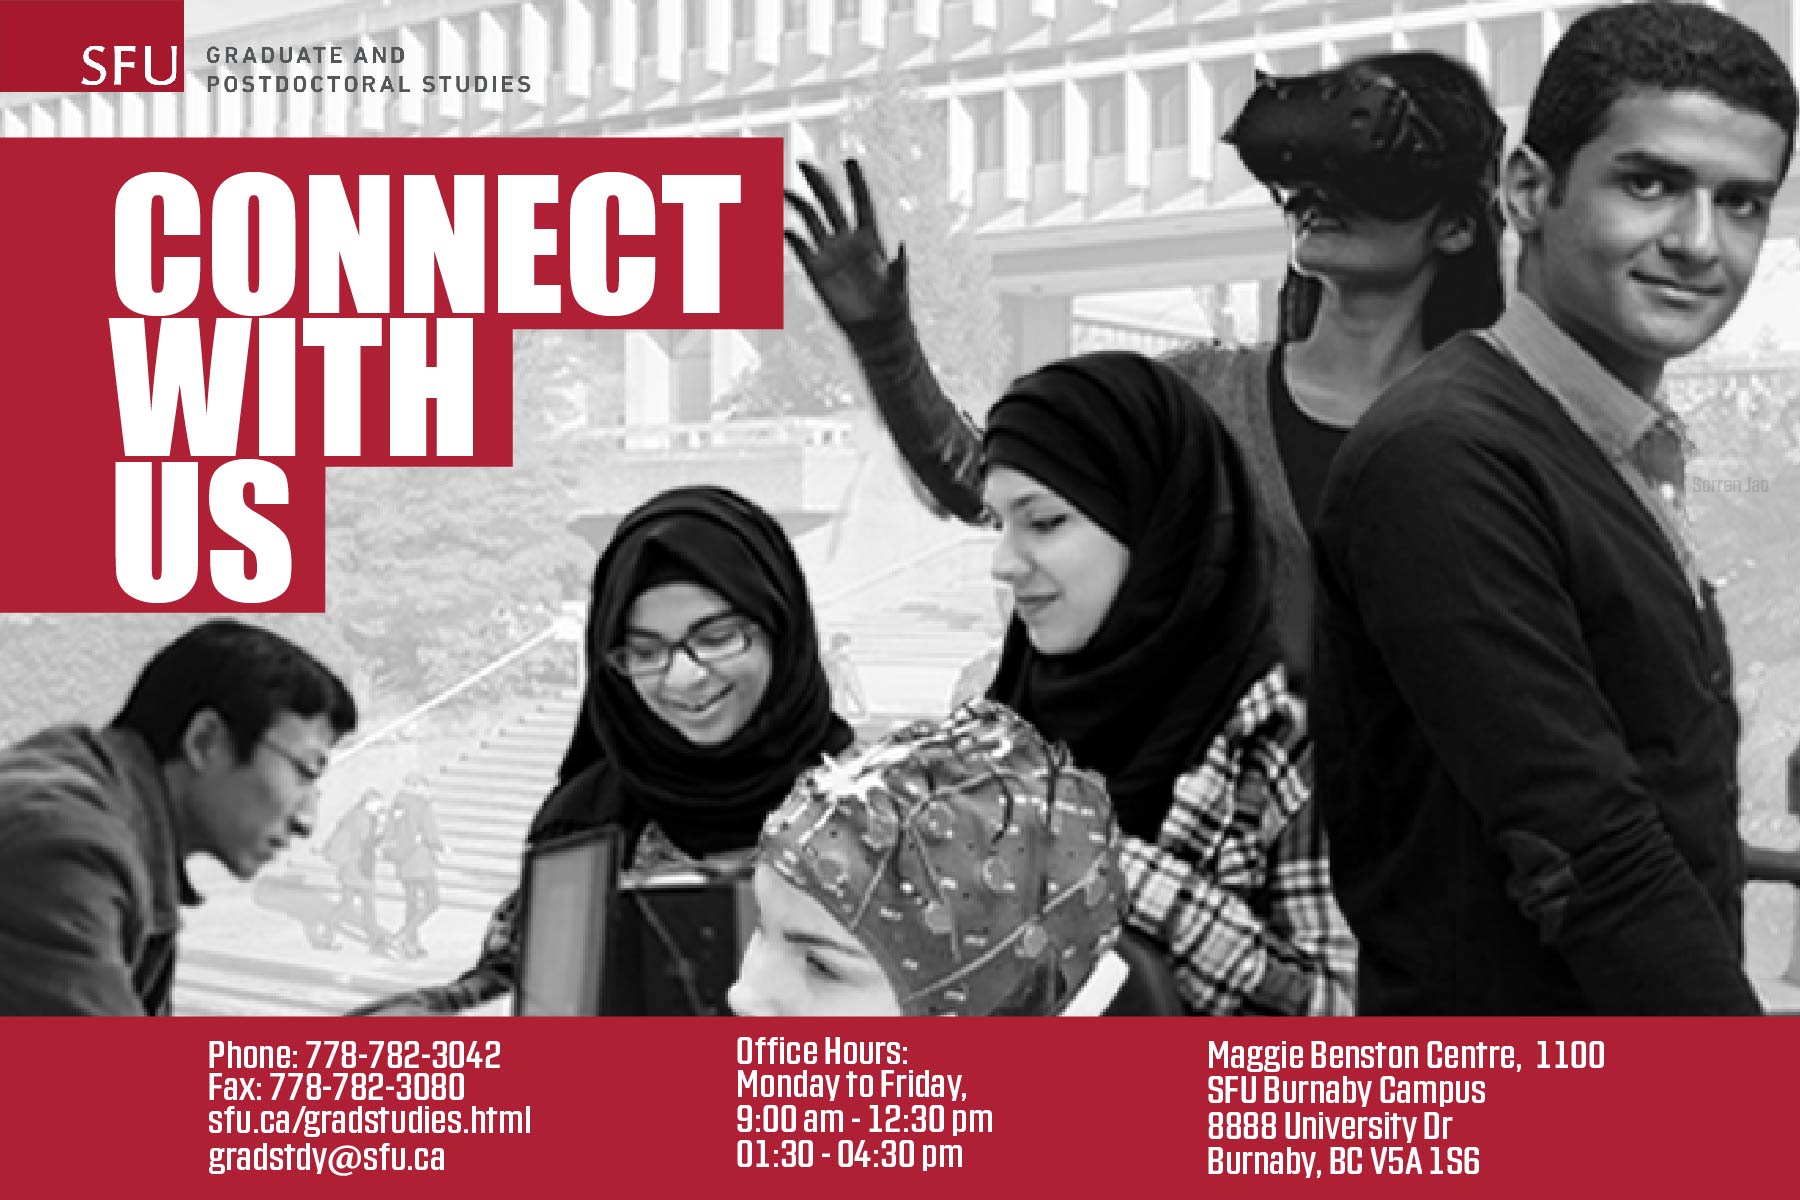 SFU GRADUATE AND
POSTDOCTORAL STUDIES
CONNECT
WITH
US
Sorren Jao
Phone: 778-782-3042
Fax: 778-782-3080
sfu.ca/gradstudies.html
gradstdy@sfu.ca
Office Hours:
Monday to Friday,
9:00 am - 12:30 pm
01:30 - 04:30 pm
Maggie Benston Centre, 1100
SFU Burnaby Campus
8888 University Dr
Burnaby, BC V5A 1S6